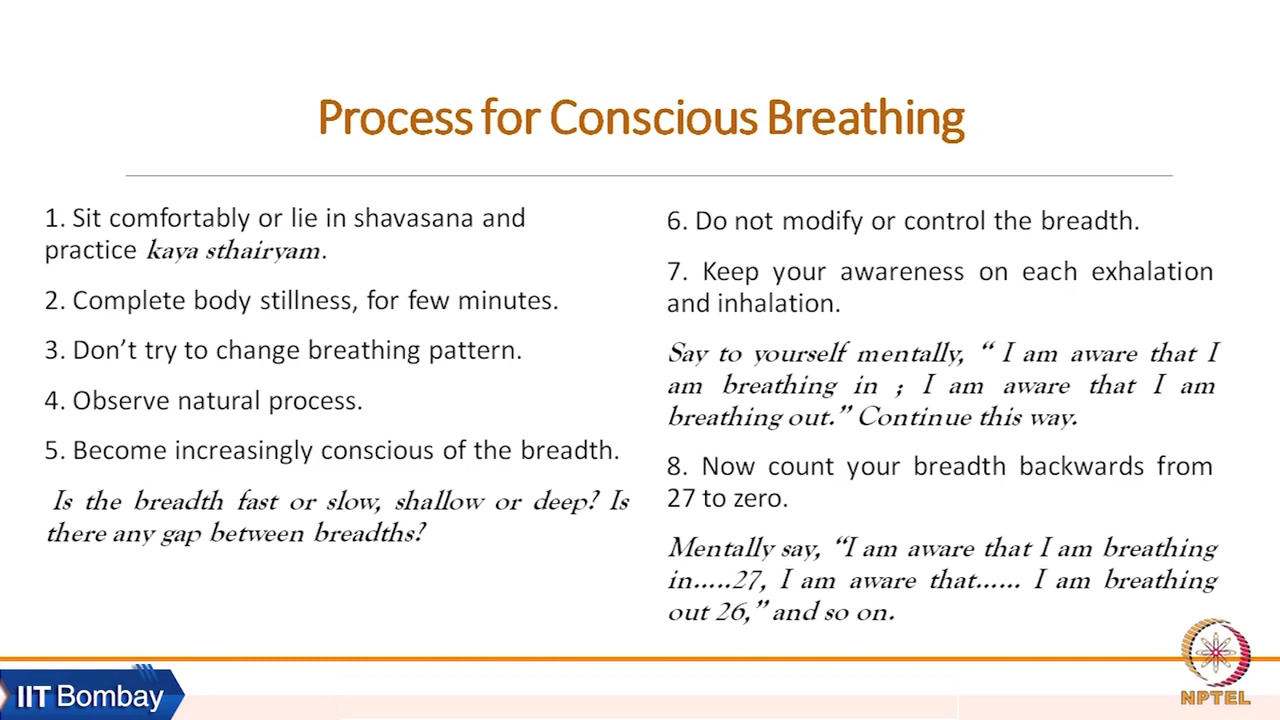 Process for Conscious Breathing
1. Sit comfortably or lie in shavasana and
practice kaya sthairyam.
2. Complete body stillness, for few minutes.
3. Don’t try to change breathing pattern.
4. Observe natural process.
5. Become increasingly conscious of the breadth.
Is the breadth fast or slow, shallow or deep? Is
there any gap between breadths?
6. Do not modify or control the breadth.
7. Keep your awareness on each exhalation
and inhalation.
Say to yourself mentally, “ I am aware that I
am breathing in ; I am aware that I am
breathing out.” Continue this way.
8. Now count your breadth backwards from
27 to zero.
Mentally say, “I am aware that I am breathing
in.....27, I am aware that...... I am breathing
out 26,” and so on.
IIT Bombay
NPTEL